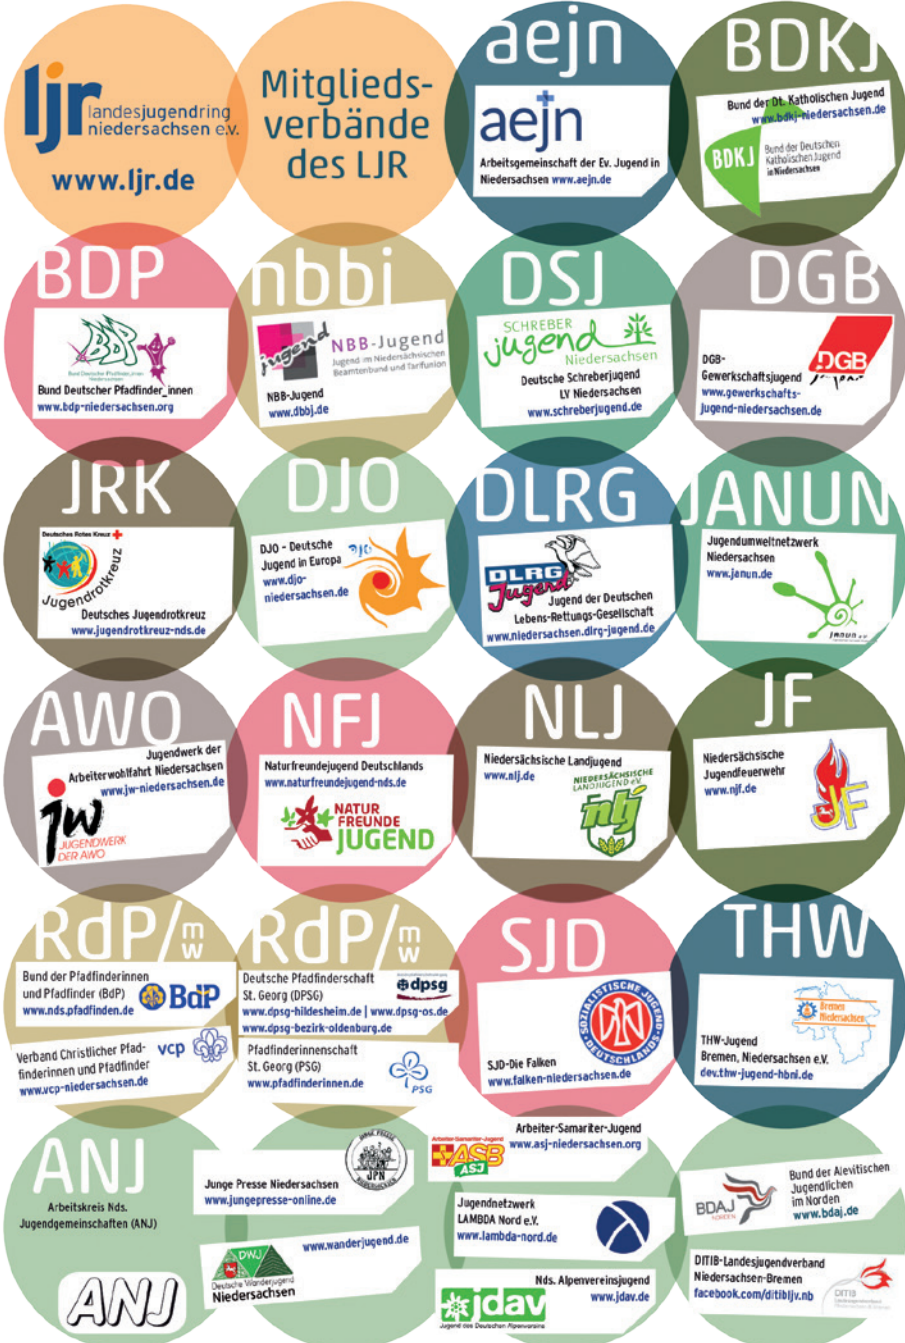 ljr
landesjugendring
niedersachsen e.v.
www.ljr.de
Mitglieds-
verbände
des LJR
aejn
aejn
Arbeitsgemeinschaft der Ev. Jugend in
Niedersachsen www.aejn.de
BDKJ
Bund der Dt. Katholischen Jugend
www.bdkj-niedersachsen.de
BDKJ
Bund der Deutschen
Katholischen Jugend
in Niedersachsen
BDP
BDP
Bund Deutscher Pfadfinder_innen
Niedersachsen
Bund Deutscher Pfadfinder_innen
www.bdp-niedersachsen.org
nbbj
jugend
NBB-Jugend
Jugend im Niedersächsischen
Beamtenbund und Tarifunion
NBB-Jugend
www.dbbj.de
DSJ
SCHREBER
jugend
Niedersachsen
Deutsche Schreberjugend
LV Niedersachsen
www.schreberjugend.de
DGB
DGB
Jugend
DGB-
Gewerkschaftsjugend
www.gewerkschafts-
jugend-niedersachsen.de
JRK
Deutsches Rotes Kreuz
Jugendrotkreuz
Deutsches Jugendrotkreuz
www.jugendrotkreuz-nds.de
DJO
DJO - Deutsche
Jugend in Europa
www.djo-
niedersachsen.de
djo
DLRG
DLRG
Jugend
Jugend der Deutschen
Lebens-Rettungs-Gesellschaft
www.niedersachsen.dlrg-jugend.de
JANUN
Jugendumweltnetzwerk
Niedersachsen
www.janun.de
janun e.v.
AWO
Jugendwerk der
Arbeiterwohlfahrt Niedersachsen
www.jw-niedersachsen.de
jw
JUGENDWERK
DER AWO
NFJ
Naturfreundejugend Deutschlands
www.naturfreundejugend-nds.de
NATUR
FREUNDE
JUGEND
NLJ
Niedersächsische Landjugend
www.nlj.de
NIEDERSÄCHSISCHE
LANDJUGEND e.V.
nlj
JF
Niedersächsische
Jugendfeuerwehr
www.njf.de
JF
RdP/m
w
Bund der Pfadfinderinnen
und Pfadfinder (BdP)
www.nds.pfadfinden.de
BdP
Verband Christlicher Pfad-
finderinnen und Pfadfinder
www.vcp-niedersachsen.de
vcp
RdP/m
w
Deutsche Pfadfinderschaft
St. Georg (DPSG)
www.dpsg-hildesheim.de | www.dpsg-os.de
www.dpsg-bezirk-oldenburg.de
dpsg
Pfadfinderinnenschaft
St. Georg (PSG)
www.pfadfinderinnen.de
PSG
SJD
SOZIALISTISCHE JUGEND
DEUTSCHLANDS
SJD-Die Falken
www.falken-niedersachsen.de
THW
Bremen
Niedersachsen
THW-Jugend
Bremen, Niedersachsen e.V.
dev.thw-jugend-hbni.de
ANJ
Arbeitskreis Nds.
Jugendgemeinschaften (ANJ)
ANJ
JUNGE PRESSE
JPN
NIEDERSACHSEN
Junge Presse Niedersachsen
www.jungepresse-online.de
DWJ
www.wanderjugend.de
Deutsche Wanderjugend
Niedersachsen
Arbeiter-Samariter-Jugend
www.asj-niedersachsen.org
Arbeiter-Samariter-Jugend
ASB
ASJ
Jugendnetzwerk
LAMBDA Nord e.V.
www.lambda-nord.de
Nds. Alpenvereinsjugend
www.jdav.de
jdav
Jugend des Deutschen Alpenvereins
Bund der Alevitischen
Jugendlichen
im Norden
www.bdaj.de
BDAJ
NORDEN
DITIB-Landesjugendverband
Niedersachsen-Bremen
facebook.com/ditibljv.nb
DITIB